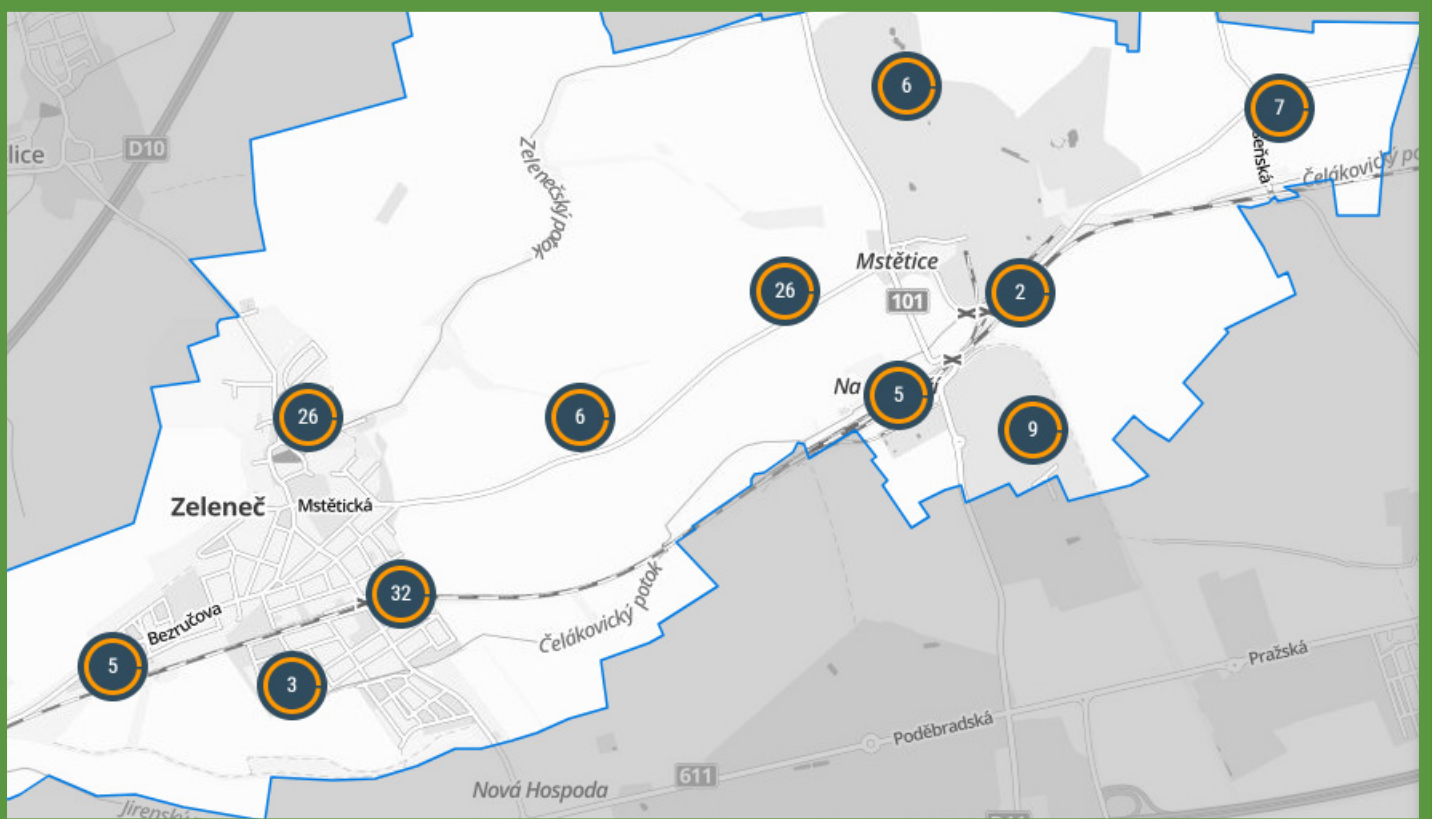 6
7
lice
D10
Zelenečský potok
Čelákovický
Mstětice
26
101
2
Na
5
26
6
9
Zeleneč
Mstětická
32
Bezručova
Čelákovický potok
5
3
Pražská
Poděbradská
611
Nová Hospoda